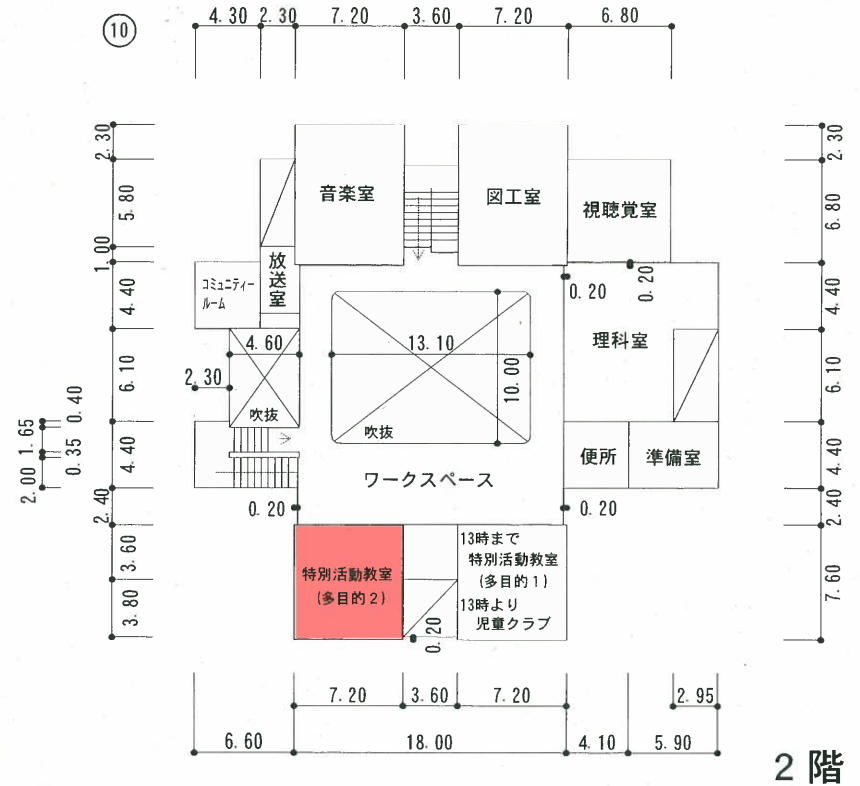 ⑩
4.30 2.30 7.20 3.60 7.20 6.80
2.30
5.80
1.00
4.40
6.10
0.40
1.65
0.35
4.40
2.00
2.40
3.60
3.80
2.30
6.80
4.40
6.10
4.40
2.40
7.60
音楽室
図工室
視聴覚室
放送室
コミュニティー
ルーム
0.20
0.20
理科室
4.60
13.10
10.00
2.30
吹抜
吹抜
便所
準備室
ワークスペース
0.20
0.20
特別活動教室
(多目的2)
13時まで
特別活動教室
(多目的1)
13時より
児童クラブ
0.20
7.20 3.60 7.20 2.95
6.60 18.00 4.10 5.90
2階